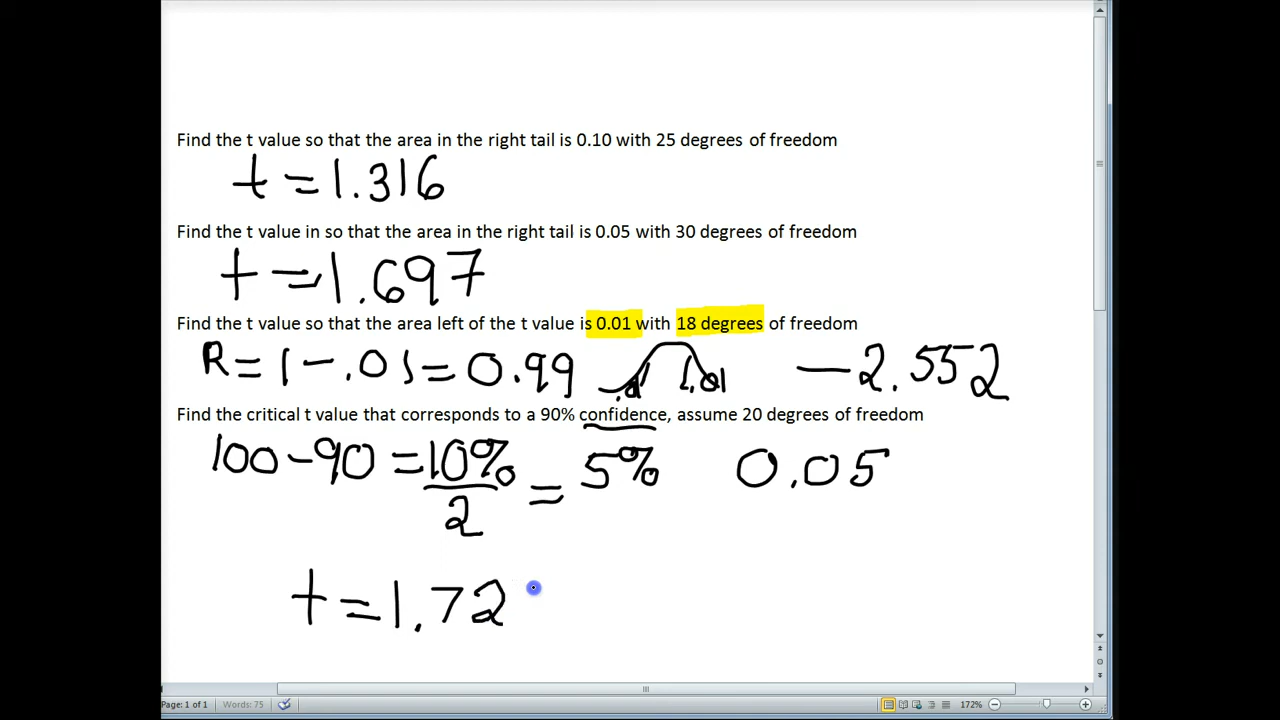 Find the t value so that the area in the right tail is 0.10 with 25 degrees of freedom
t = 1.316
Find the t value in so that the area in the right tail is 0.05 with 30 degrees of freedom
t = 1.697
Find the t value so that the area left of the t value is 0.01 with 18 degrees of freedom
R = 1 - .01 = 0.99 .01 - 2.552
Find the critical t value that corresponds to a 90% confidence, assume 20 degrees of freedom
100 - 90 = 10% / 2 = 5% 0.05
t = 1.72
Page: 1 of 1 Words: 75 172%